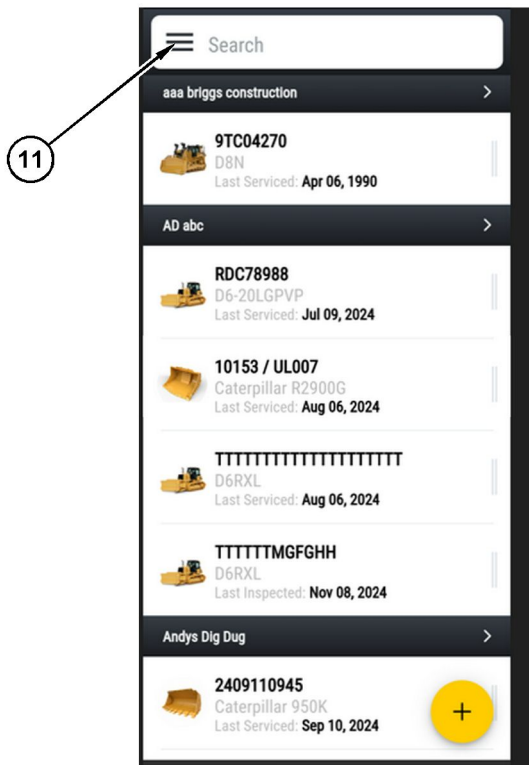 Search
11
aaa briggs construction
9TC04270
D8N
Last Serviced: Apr 06, 1990
AD abc
RDC78988
D6-20LGPVP
Last Serviced: Jul 09, 2024
10153 / UL007
Caterpillar R2900G
Last Serviced: Aug 06, 2024
TTTTTTTTTTTTTTTTTTTT
D6RXL
Last Serviced: Aug 06, 2024
TTTTTTMGFGHH
D6RXL
Last Inspected: Nov 08, 2024
Andys Dig Dug
2409110945
Caterpillar 950K
Last Serviced: Sep 10, 2024
+